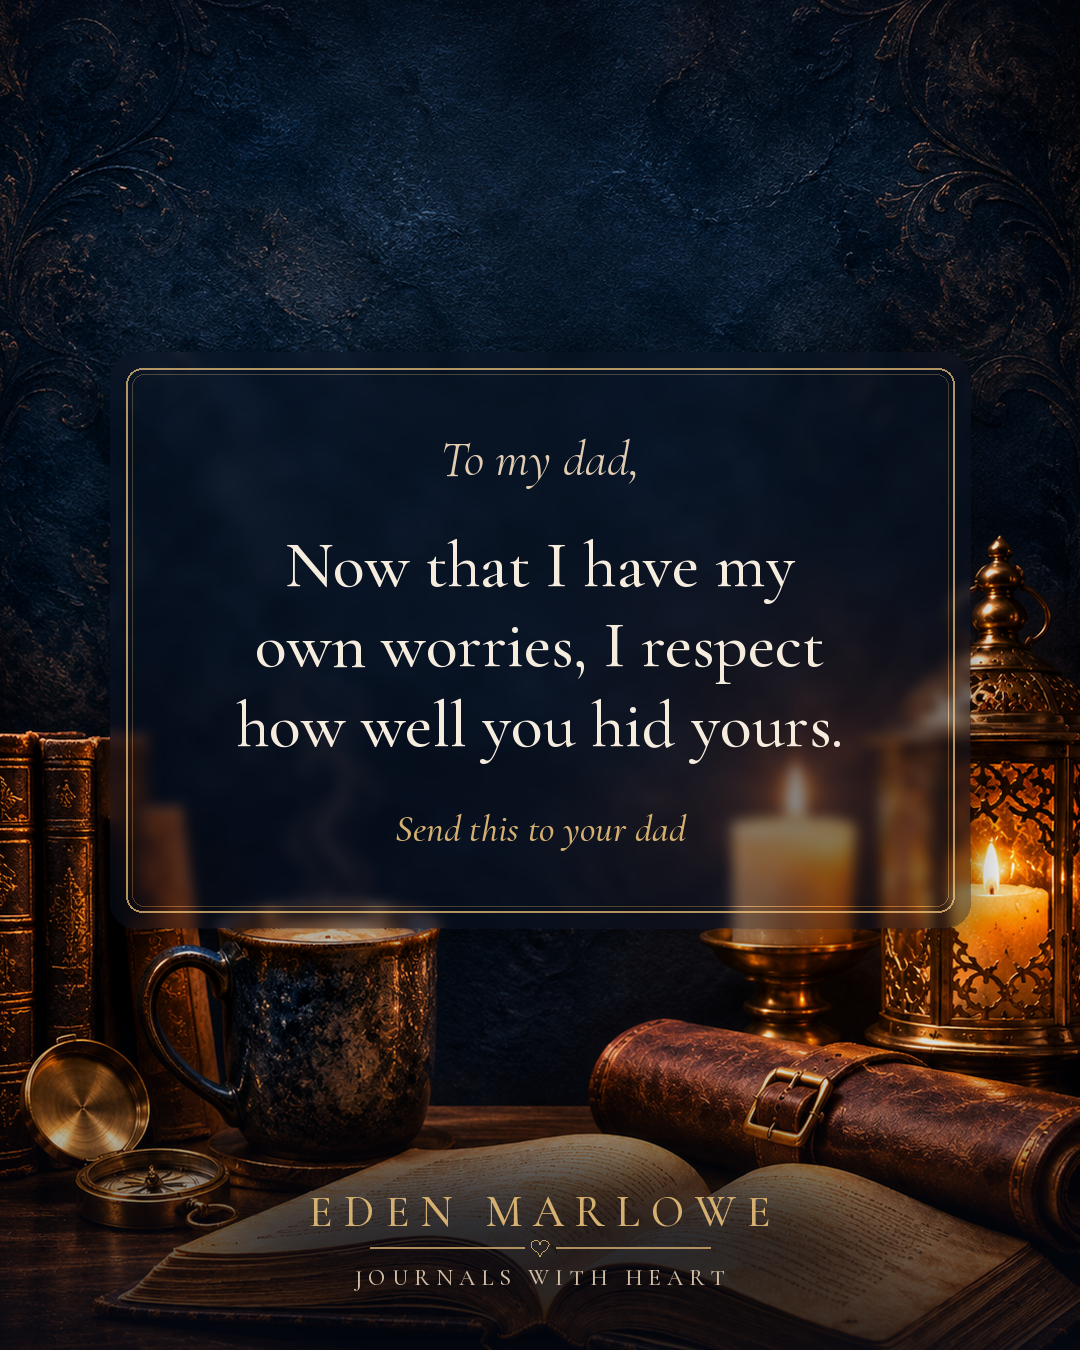 To my dad,
Now that I have my
own worries, I respect
how well you hid yours.
Send this to your dad
EDEN MARLOWE
JOURNALS WITH HEART